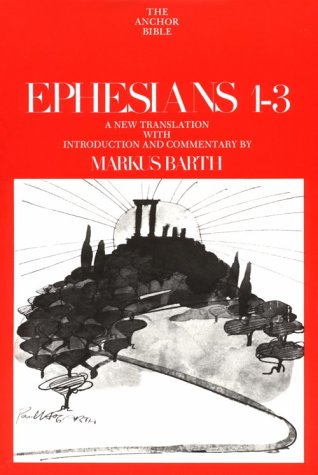 THE
ANCHOR
BIBLE
EPHESIANS 1-3
A NEW TRANSLATION
WITH
INTRODUCTION AND COMMENTARY BY
MARKUS BARTH